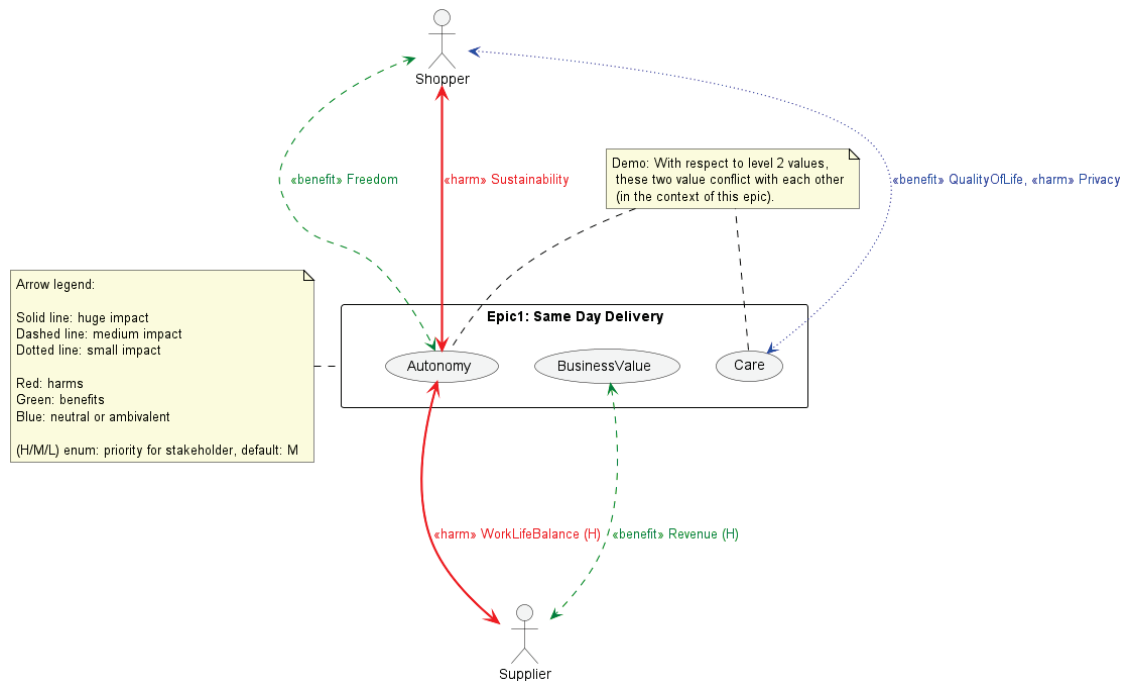 Shopper
«benefit» Freedom
«harm» Sustainability
Demo: With respect to level 2 values,
these two value conflict with each other
(in the context of this epic).
«benefit» QualityOfLife, «harm» Privacy
Arrow legend:
Solid line: huge impact
Dashed line: medium impact
Dotted line: small impact
Red: harms
Green: benefits
Blue: neutral or ambivalent
(H/M/L) enum: priority for stakeholder, default: M
Epic1: Same Day Delivery
Autonomy
BusinessValue
Care
«harm» WorkLifeBalance (H)
«benefit» Revenue (H)
Supplier